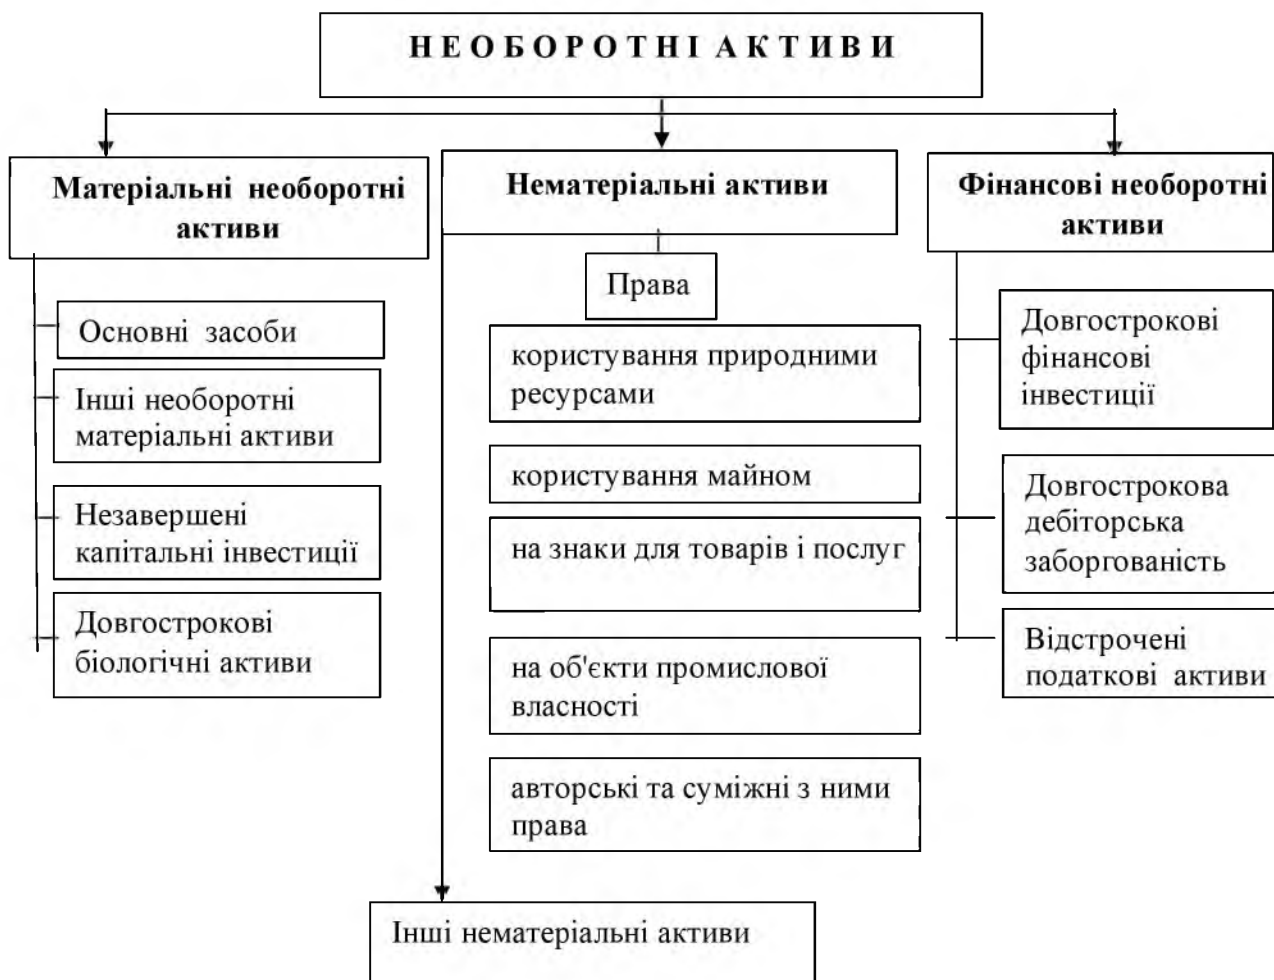 НЕОБОРОТНІ АКТИВИ
Матеріальні необоротні
активи
Основні засоби
Інші необоротні
матеріальні активи
Незавершені
капітальні інвестиції
Довгострокові
біологічні активи
Нематеріальні активи
Права
користування природними
ресурсами
користування майном
на знаки для товарів і послуг
на об'єкти промислової
власності
авторські та суміжні з ними
права
Інші нематеріальні активи
Фінансові необоротні
активи
Довгострокові
фінансові
інвестиції
Довгострокова
дебіторська
заборгованість
Відстрочені
податкові активи